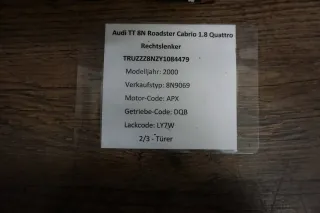 Audi TT 8N Roadster Cabrio 1.8 Quattro
Rechtslenker
TRUZZZ8NZY1084479
Modelljahr: 2000
Verkaufstyp: 8N9069
Motor-Code: APX
Getriebe-Code: DQB
Lackcode: LY7W
2/3 - Türer